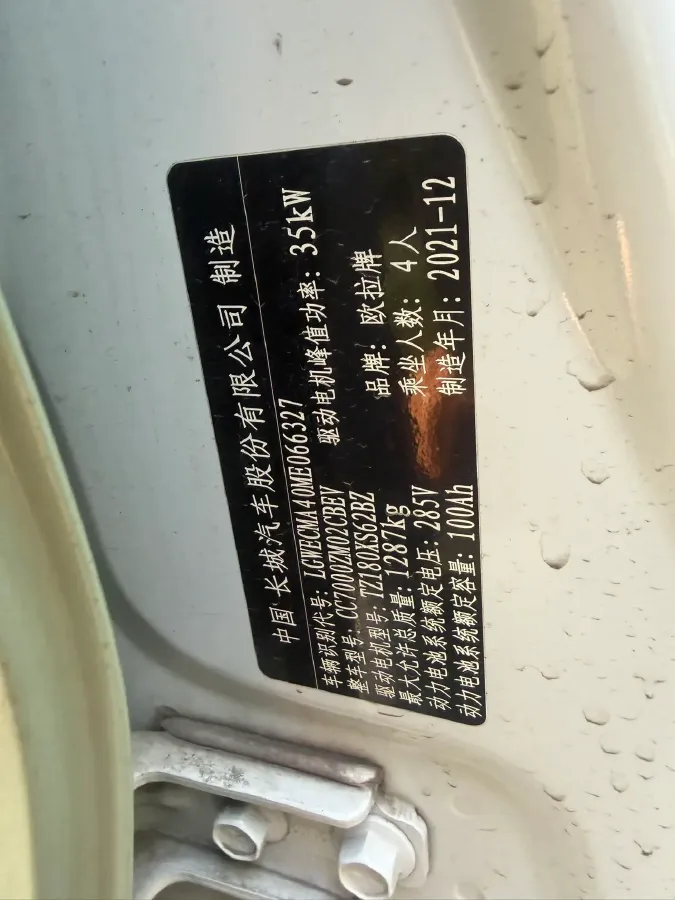 中国 长城汽车股份有限公司 制造
车辆识别代号: LGWECMA40ME066327
整车型号: CC7000ZM02CBEV 驱动电机峰值功率: 35kW
驱动电机型号: TZ180XS62BZ 品牌: 欧拉牌
最大允许总质量: 1287kg 乘坐人数: 4人
动力电池系统额定电压: 285V 制造年月: 2021-12
动力电池系统额定容量: 100Ah